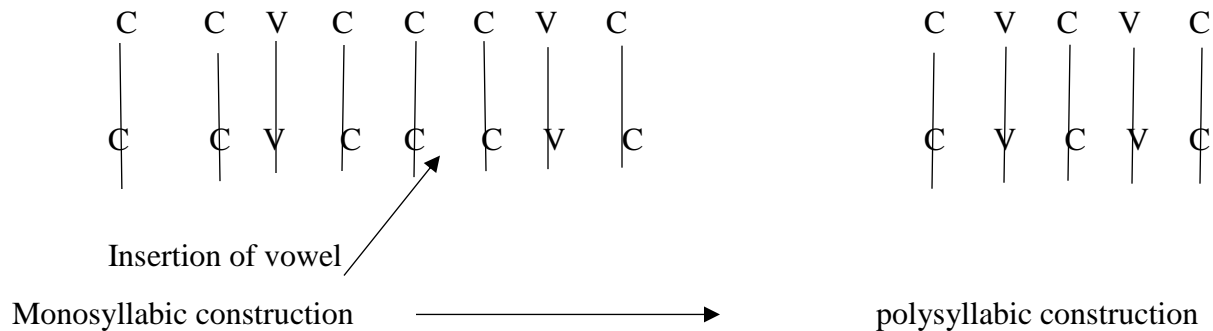 C C V C C C V C C V C V C
C C V C C C V C C V C V C
Insertion of vowel
Monosyllabic construction polysyllabic construction